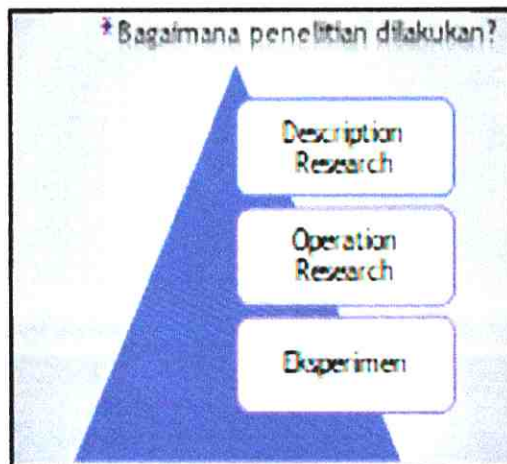 * Bagaimana penelitian dilakukan?
Description
Research
Operation
Research
Eksperimen